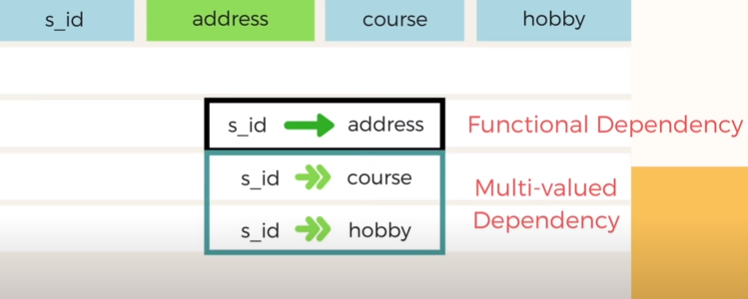 s_id address course hobby
s_id address Functional Dependency
s_id course Multi-valued
Dependency
s_id hobby